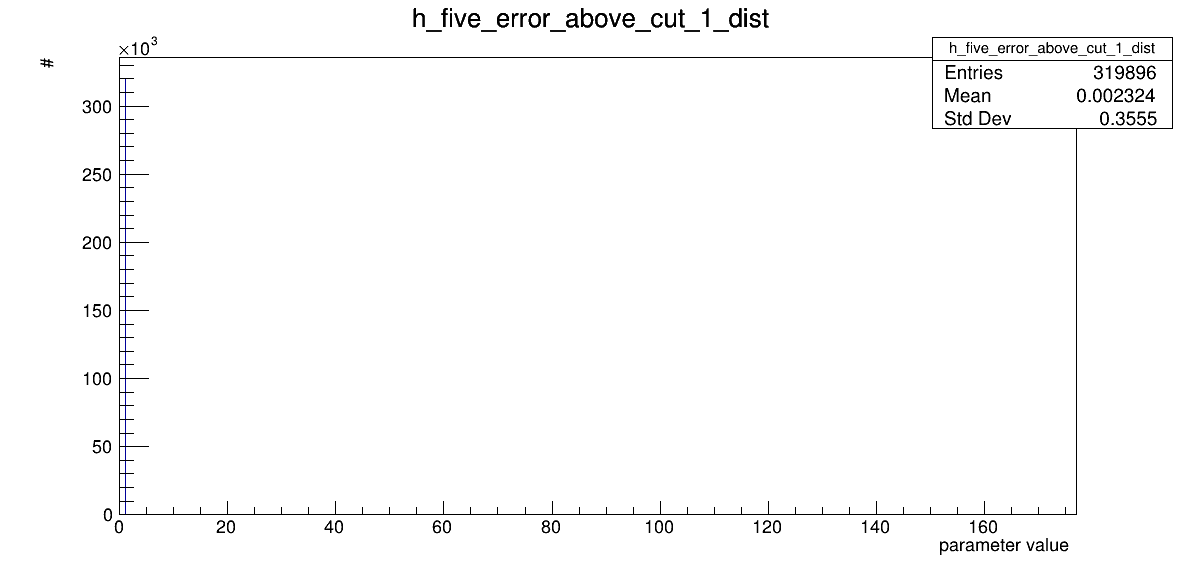 h_five_error_above_cut_1_dist
×10³
#
h_five_error_above_cut_1_dist
Entries 319896
Mean 0.002324
Std Dev 0.3555
300
250
200
150
100
50
0
0 20 40 60 80 100 120 140 160
parameter value